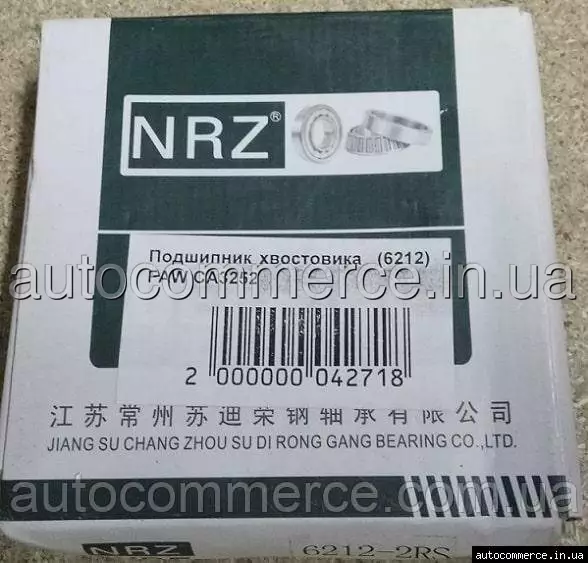 NRZ®
Подшипник хвостовика (6212)
FAW CA3252
autocommerce.in.ua
2 000000 042718
江苏常州苏迪荣钢轴承有限公司
JIANG SU CHANG ZHOU SU DI RONG GANG BEARING CO.,LTD.
autocommerce.com.ua
NRZ
6212-2RS
autocommerce.in.ua